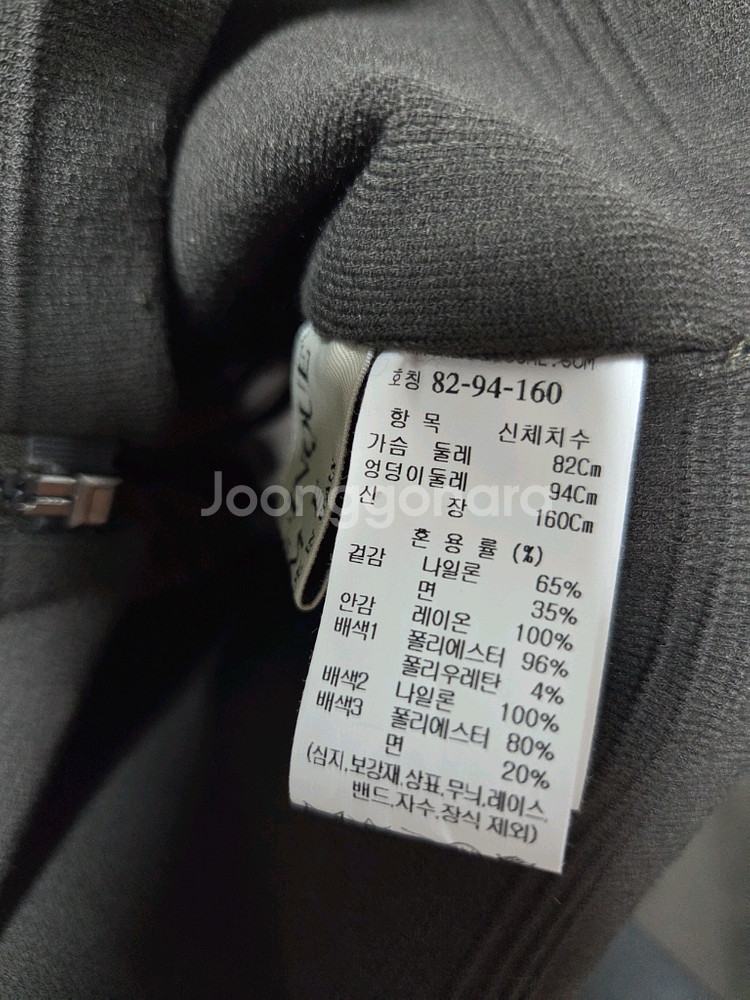 호칭 82-94-160
항 목 신체치수
가슴 둘레 82Cm
엉덩이둘레 94Cm
신 장 160Cm
혼 용 률 (%)
겉감 나일론 65%
면 35%
안감 레이온 100%
배색1 폴리에스터 96%
폴리우레탄 4%
배색2 나일론 100%
배색3 폴리에스터 80%
면 20%
(심지,보강재,상표,무늬,레이스,
밴드,자수,장식 제외)
Joonggonara